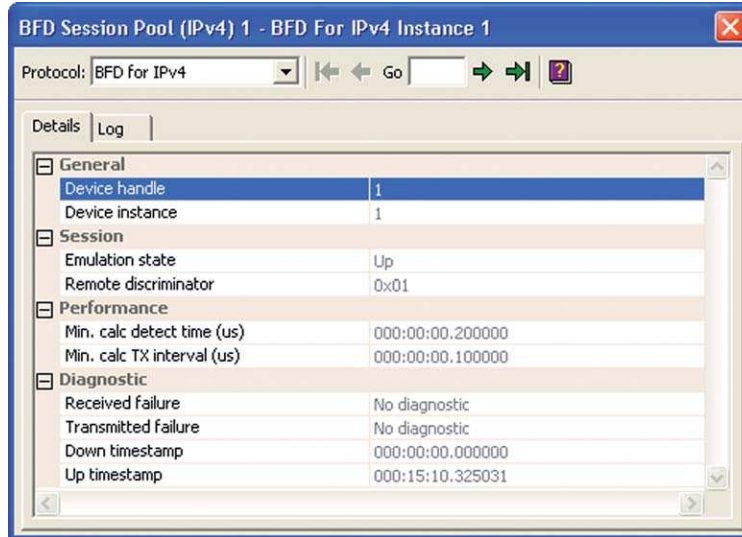 BFD Session Pool (IPv4) 1 - BFD For IPv4 Instance 1
Protocol: BFD for IPv4 Go
Details Log
General
Device handle 1
Device instance 1
Session
Emulation state Up
Remote discriminator 0x01
Performance
Min. calc detect time (us) 000:00:00.200000
Min. calc TX interval (us) 000:00:00.100000
Diagnostic
Received failure No diagnostic
Transmitted failure No diagnostic
Down timestamp 000:00:00.000000
Up timestamp 000:15:10.325031